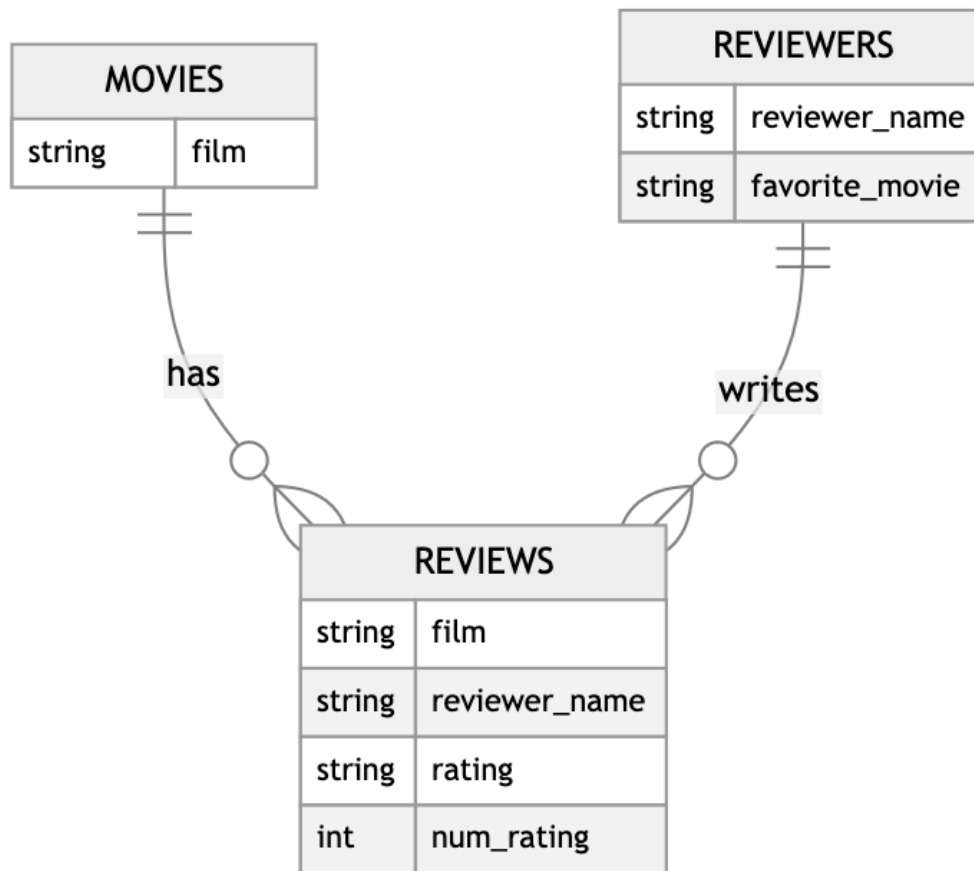 MOVIES
string film
REVIEWERS
string reviewer_name
string favorite_movie
has
writes
REVIEWS
string film
string reviewer_name
string rating
int num_rating